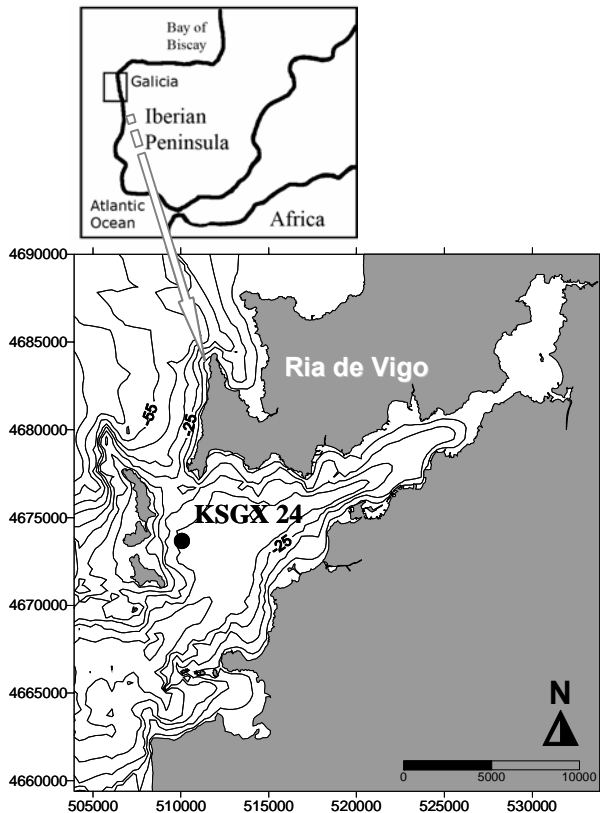 Bay of
Biscay
Galicia
Iberian
Peninsula
Atlantic
Ocean
Africa
4690000
4685000
4680000
4675000
4670000
4665000
4660000
Ria de Vigo
-55
-25
KSGX 24
-25
N
0 5000 10000
505000 510000 515000 520000 525000 530000